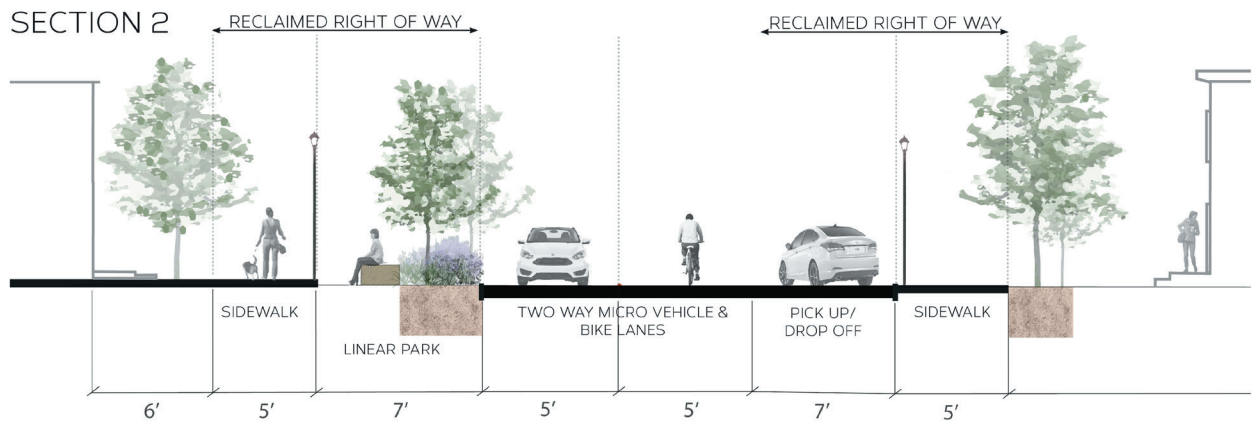 SECTION 2
RECLAIMED RIGHT OF WAY
RECLAIMED RIGHT OF WAY
SIDEWALK
TWO WAY MICRO VEHICLE &
BIKE LANES
PICK UP/
DROP OFF
SIDEWALK
LINEAR PARK
6'
5'
7'
5'
5'
7'
5'